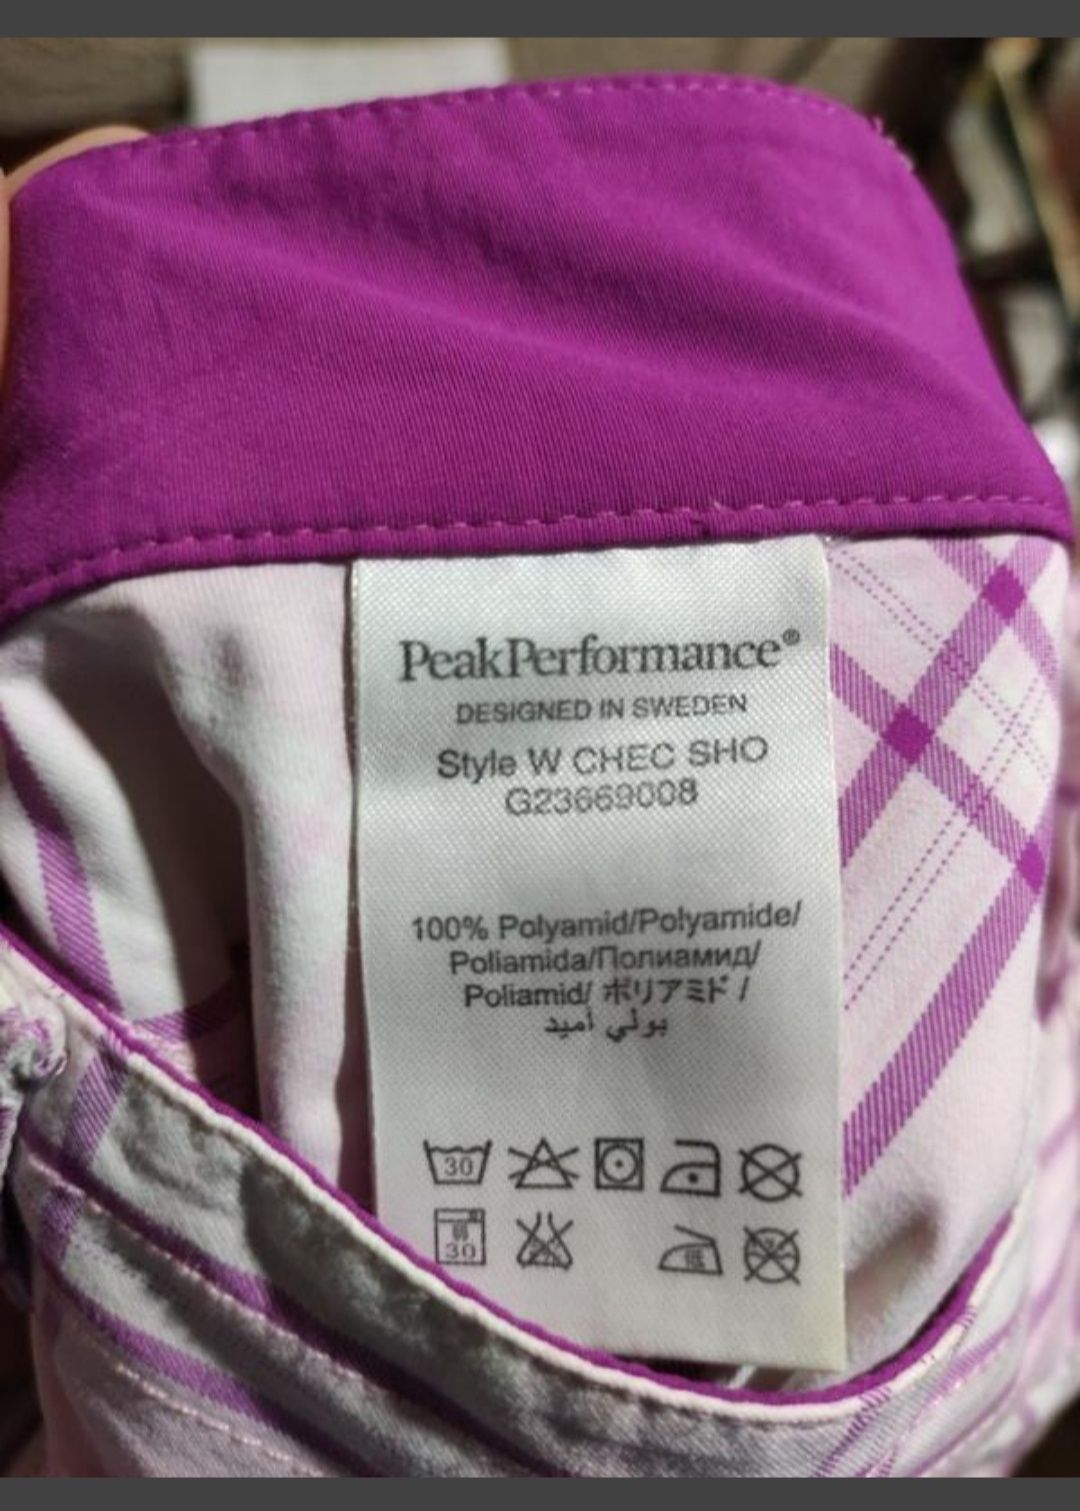 PeakPerformance®
DESIGNED IN SWEDEN
Style W CHEC SHO
G23669008
100% Polyamid/Polyamide/
Poliamida/Полиамид/
Poliamid/ ポリアミド /
بولي أميد
30
30 低